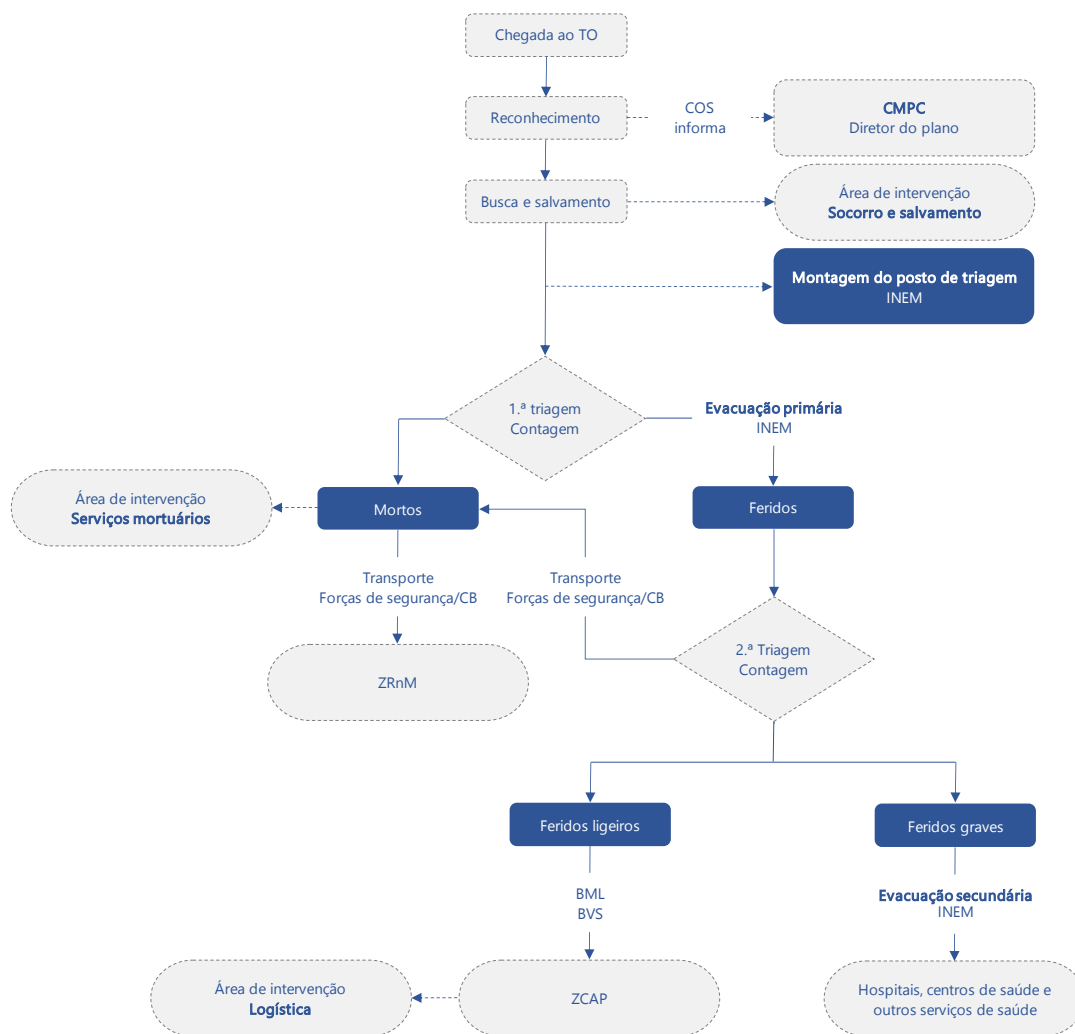 Chegada ao TO
Reconhecimento
COS
informa
CMPC
Diretor do plano
Busca e salvamento
Área de intervenção
Socorro e salvamento
Montagem do posto de triagem
INEM
1.ª triagem
Contagem
Evacuação primária
INEM
Área de intervenção
Serviços mortuários
Mortos
Feridos
Transporte
Forças de segurança/CB
Transporte
Forças de segurança/CB
2.ª Triagem
Contagem
ZRnM
Feridos ligeiros
Feridos graves
BML
BVS
Evacuação secundária
INEM
Área de intervenção
Logística
ZCAP
Hospitais, centros de saúde e
outros serviços de saúde